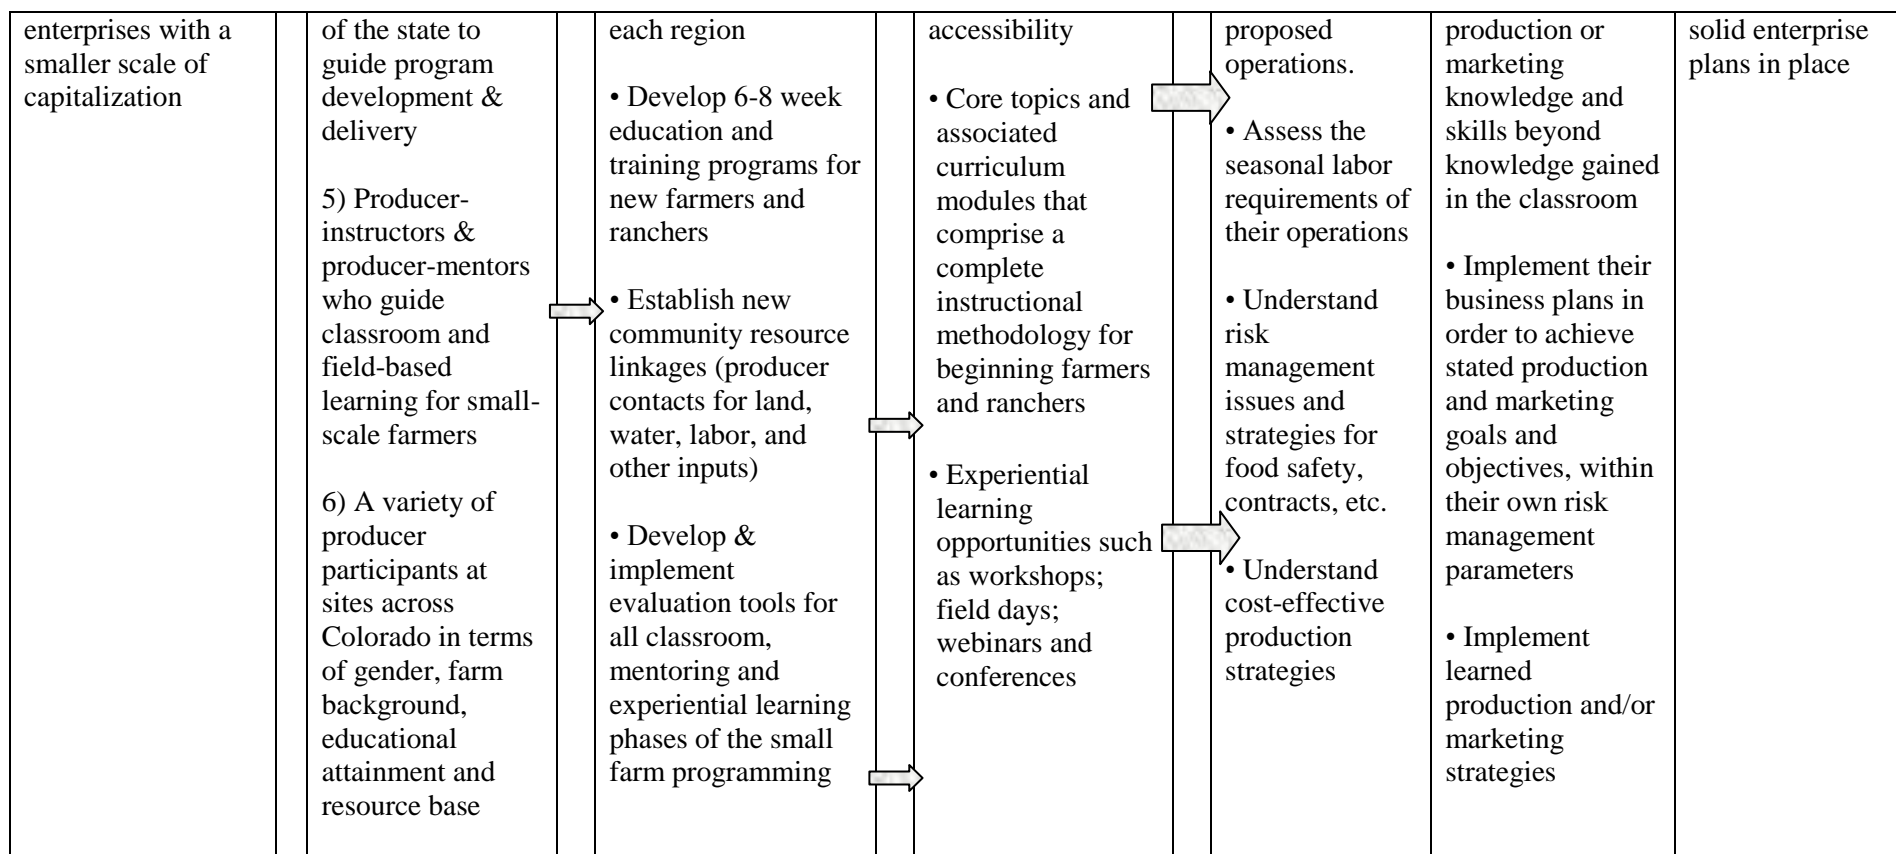 enterprises with a
smaller scale of
capitalization
of the state to
guide program
development &
delivery
5) Producer-
instructors &
producer-mentors
who guide
classroom and
field-based
learning for small-
scale farmers
6) A variety of
producer
participants at
sites across
Colorado in terms
of gender, farm
background,
educational
attainment and
resource base
each region
• Develop 6-8 week
education and
training programs for
new farmers and
ranchers
• Establish new
community resource
linkages (producer
contacts for land,
water, labor, and
other inputs)
• Develop &
implement
evaluation tools for
all classroom,
mentoring and
experiential learning
phases of the small
farm programming
accessibility
• Core topics and
associated
curriculum
modules that
comprise a
complete
instructional
methodology for
beginning farmers
and ranchers
• Experiential
learning
opportunities such
as workshops;
field days;
webinars and
conferences
proposed
operations.
• Assess the
seasonal labor
requirements of
their operations
• Understand
risk
management
issues and
strategies for
food safety,
contracts, etc.
• Understand
cost-effective
production
strategies
production or
marketing
knowledge and
skills beyond
knowledge gained
in the classroom
• Implement their
business plans in
order to achieve
stated production
and marketing
goals and
objectives, within
their own risk
management
parameters
• Implement
learned
production and/or
marketing
strategies
solid enterprise
plans in place